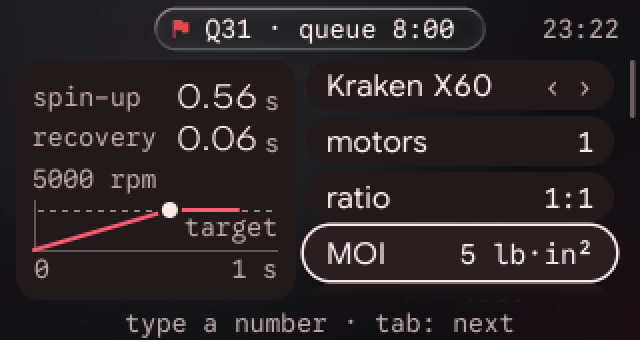 Q31 · queue 8:00
23:22
spin-up 0.56 s
recovery 0.06 s
5000 rpm
target
0 1 s
Kraken X60 ‹ ›
motors 1
ratio 1:1
MOI 5 lb·in²
type a number · tab: next